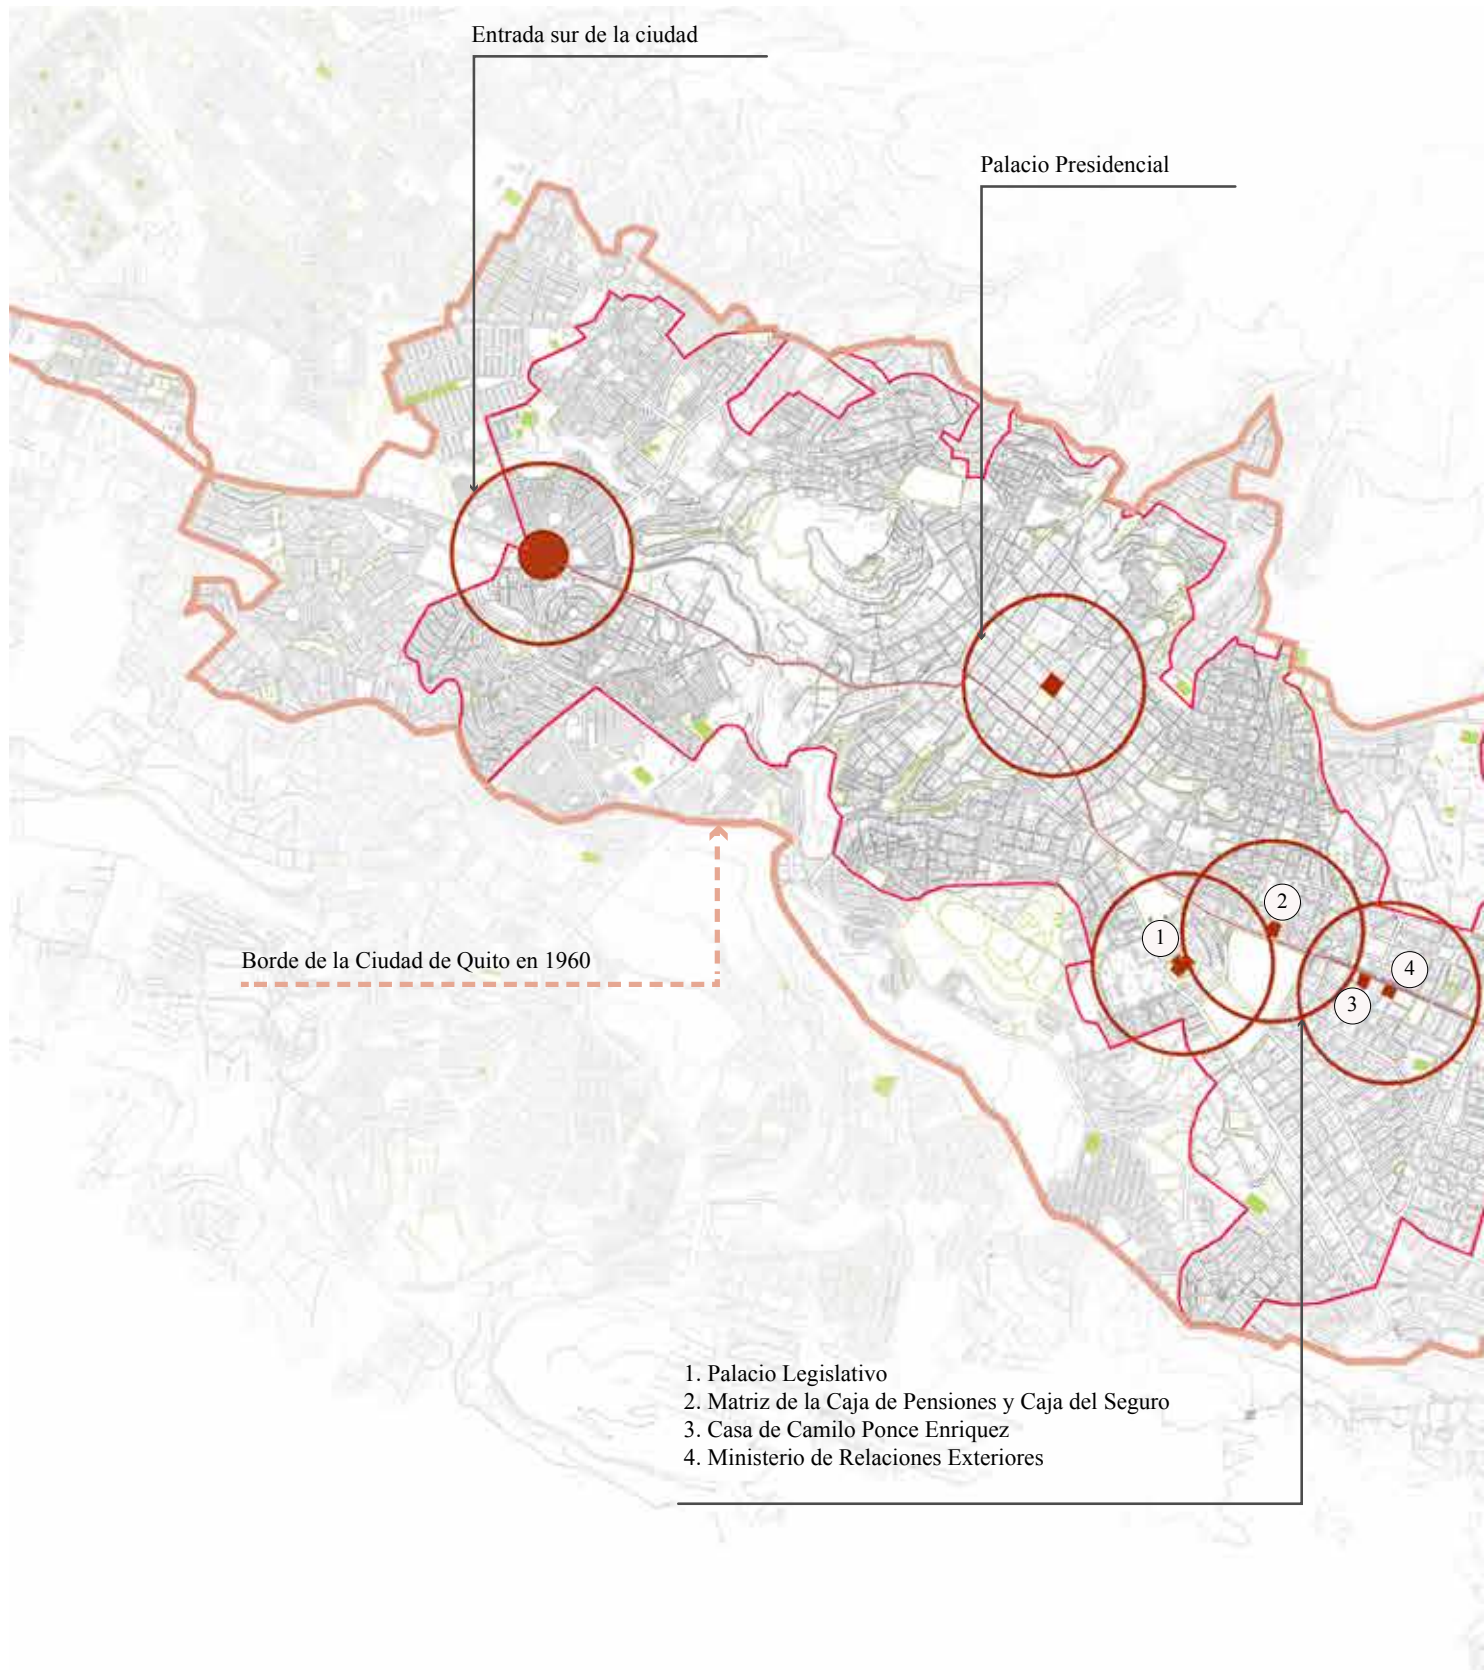 Entrada sur de la ciudad
Palacio Presidencial
2
1
4
3
Borde de la Ciudad de Quito en 1960
1. Palacio Legislativo
2. Matriz de la Caja de Pensiones y Caja del Seguro
3. Casa de Camilo Ponce Enriquez
4. Ministerio de Relaciones Exteriores